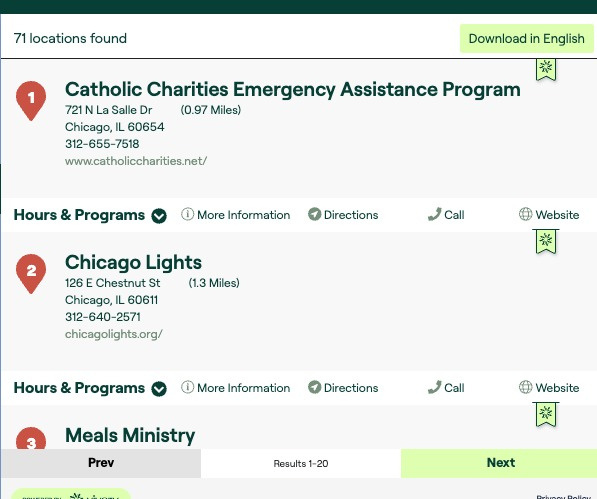 71 locations found
Download in English
1
Catholic Charities Emergency Assistance Program
721 N La Salle Dr (0.97 Miles)
Chicago, IL 60654
312-655-7518
www.catholiccharities.net/
Hours & Programs More Information Directions Call Website
2
Chicago Lights
126 E Chestnut St (1.3 Miles)
Chicago, IL 60611
312-640-2571
chicagolights.org/
Hours & Programs More Information Directions Call Website
3
Meals Ministry
Prev Results 1-20 Next
Privacy Policy